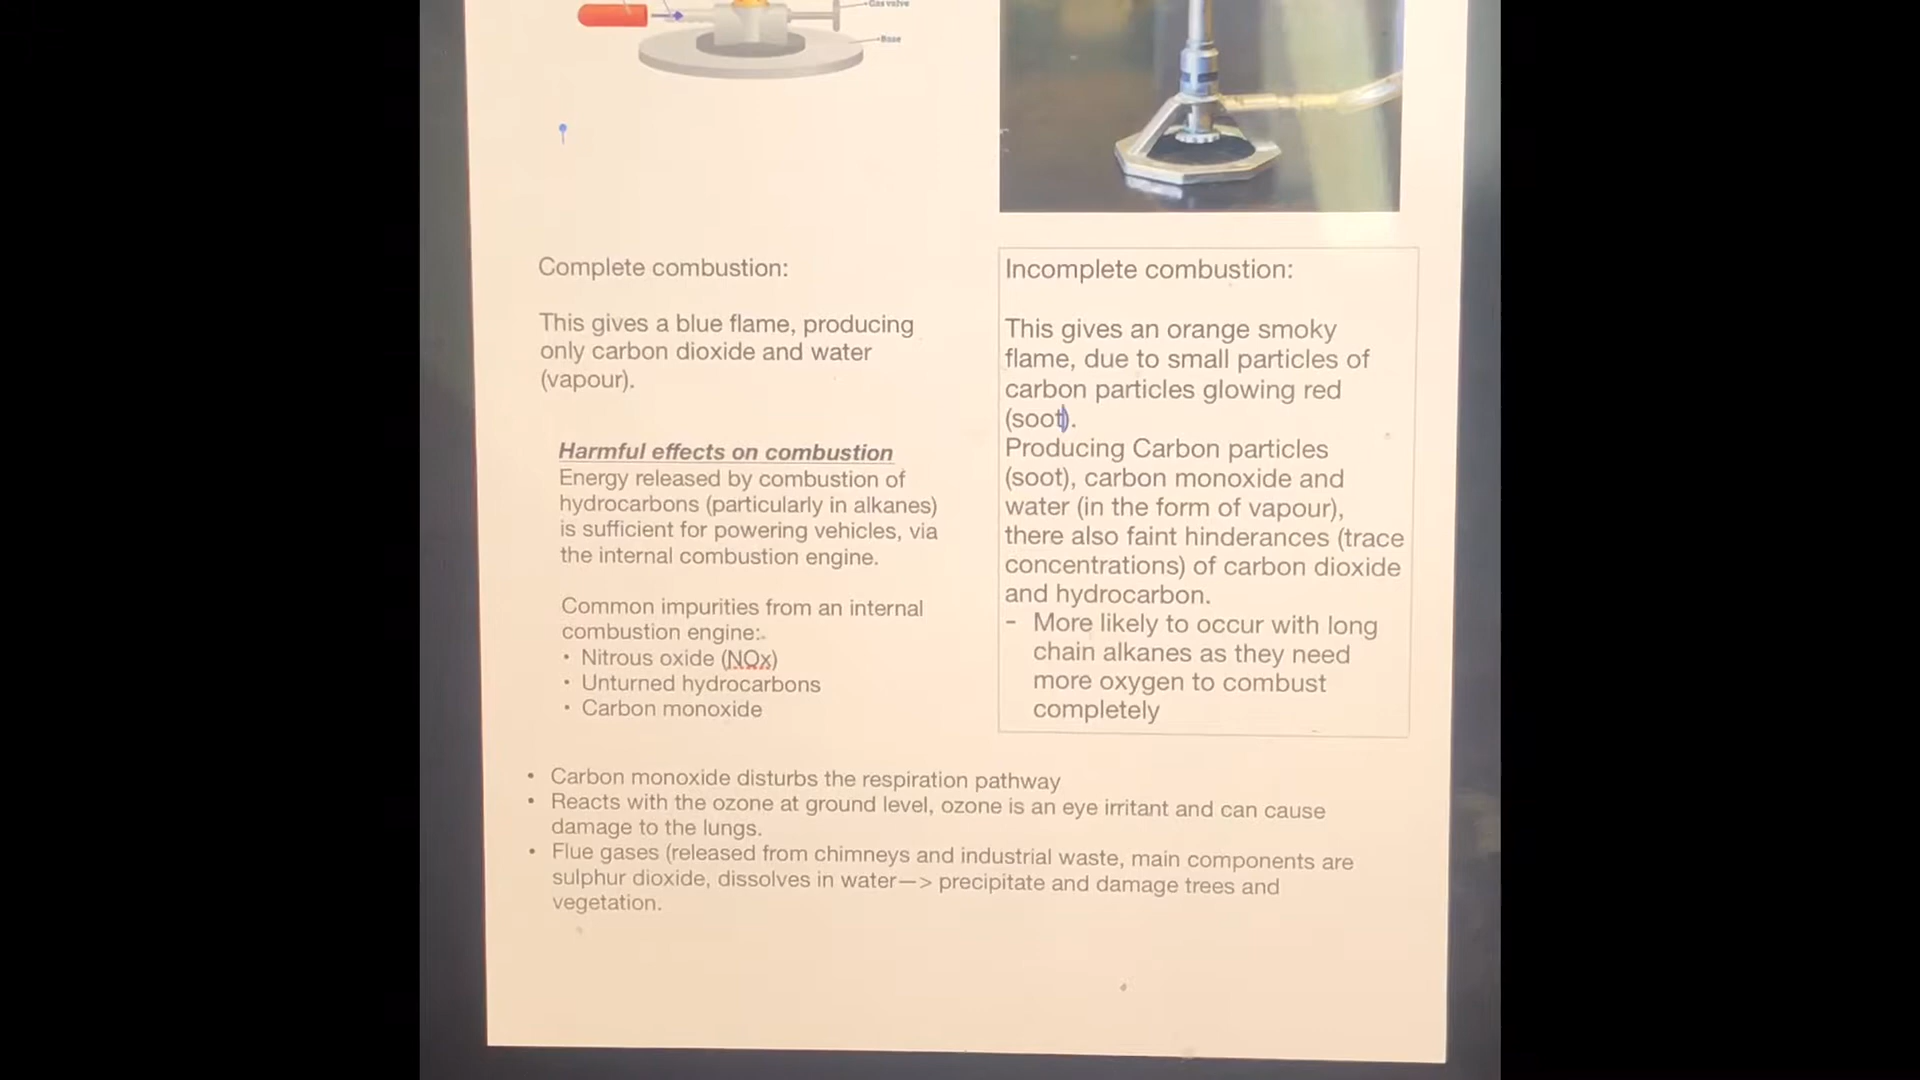 Gas valve
Base
Complete combustion:
This gives a blue flame, producing
only carbon dioxide and water
(vapour).
Harmful effects on combustion
Energy released by combustion of
hydrocarbons (particularly in alkanes)
is sufficient for powering vehicles, via
the internal combustion engine.
Common impurities from an internal
combustion engine:
• Nitrous oxide (NOx)
• Unturned hydrocarbons
• Carbon monoxide
Incomplete combustion:
This gives an orange smoky
flame, due to small particles of
carbon particles glowing red
(soot).
Producing Carbon particles
(soot), carbon monoxide and
water (in the form of vapour),
there also faint hinderances (trace
concentrations) of carbon dioxide
and hydrocarbon.
- More likely to occur with long
chain alkanes as they need
more oxygen to combust
completely
• Carbon monoxide disturbs the respiration pathway
• Reacts with the ozone at ground level, ozone is an eye irritant and can cause
damage to the lungs.
• Flue gases (released from chimneys and industrial waste, main components are
sulphur dioxide, dissolves in water—> precipitate and damage trees and
vegetation.